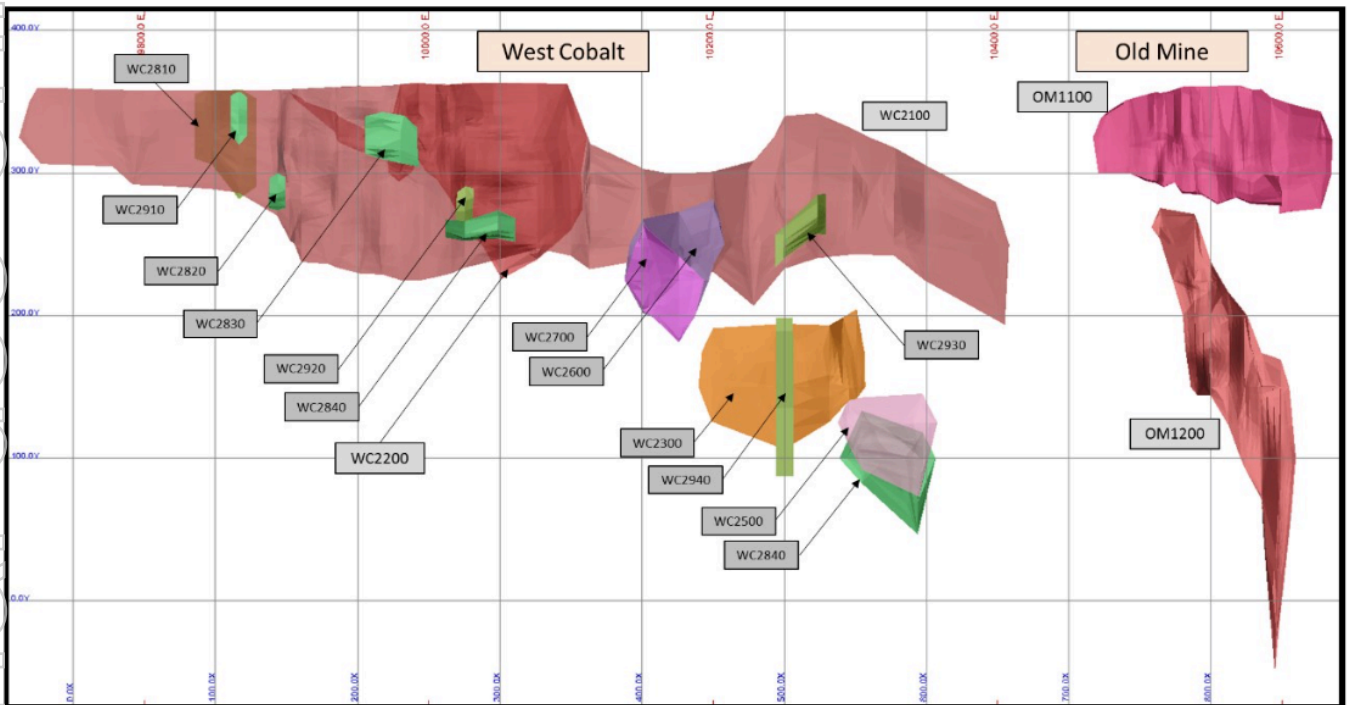 400.0Y
9800.0 E
10000.0 E
10200.0 E
10400.0 E
10600.0 E
West Cobalt
Old Mine
WC2810
OM1100
WC2100
300.0Y
WC2910
WC2820
WC2830
200.0Y
WC2700
WC2930
WC2920
WC2600
WC2840
WC2300
OM1200
WC2200
100.0Y
WC2940
WC2500
WC2840
0.0Y
0.0X
100.0X
200.0X
300.0X
400.0X
500.0X
600.0X
700.0X
800.0X